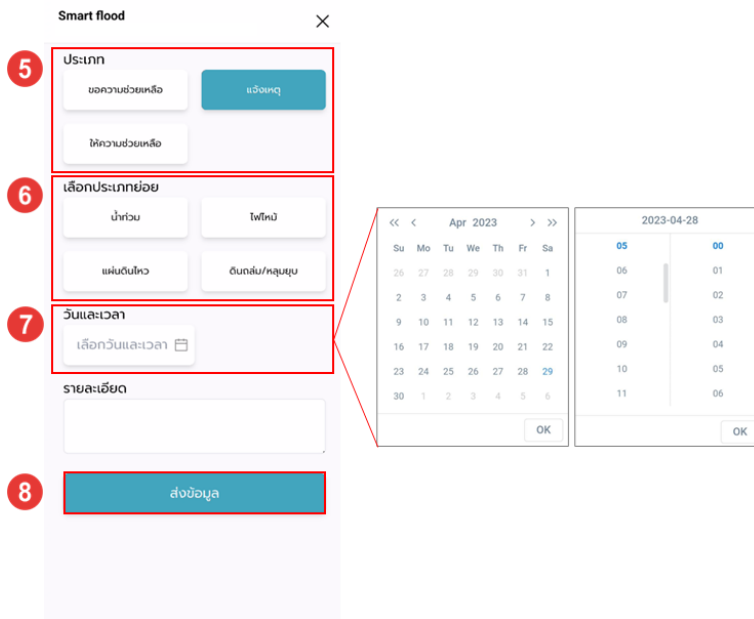 Smart flood
5
ประเภท
ขอความช่วยเหลือ แจ้งเหตุ
ให้ความช่วยเหลือ
6
เลือกประเภทย่อย
น้ำท่วม ไฟไหม้
แผ่นดินไหว ดินถล่ม/หลุมยุบ
7
วันและเวลา
เลือกวันและเวลา
รายละเอียด
8
ส่งข้อมูล
<< < Apr 2023 > >>
Su Mo Tu We Th Fr Sa
26 27 28 29 30 31 1
2 3 4 5 6 7 8
9 10 11 12 13 14 15
16 17 18 19 20 21 22
23 24 25 26 27 28 29
30 1 2 3 4 5 6
OK
2023-04-28
05 00
06 01
07 02
08 03
09 04
10 05
11 06
OK